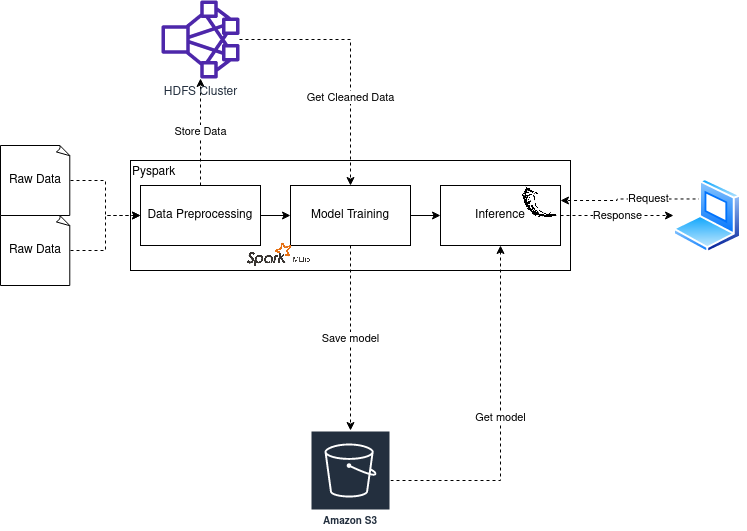 HDFS Cluster
Get Cleaned Data
Store Data
Pyspark
Raw Data
Raw Data
Data Preprocessing
Model Training
Inference
Request
Response
Spark
Save model
Get model
Amazon S3